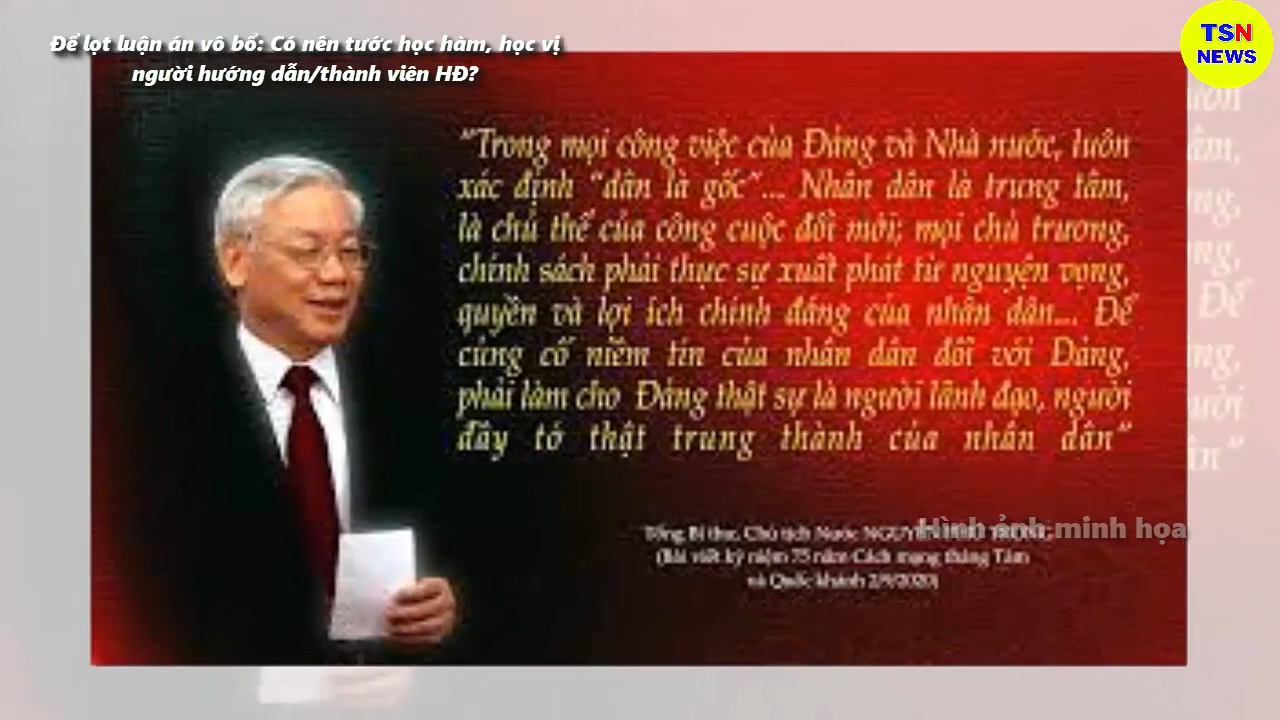 Để lọt luận án vô bổ: Có nên tước học hàm, học vị
người hướng dẫn/thành viên HĐ?
TSN
NEWS
"Trong mọi công việc của Đảng và Nhà nước, luôn
xác định "dân là gốc"... Nhân dân là trung tâm,
là chủ thể của công cuộc đổi mới; mọi chủ trương,
chính sách phải thực sự xuất phát từ nguyện vọng,
quyền và lợi ích chính đáng của nhân dân... Để
củng cố niềm tin của nhân dân đối với Đảng,
phải làm cho Đảng thật sự là người lãnh đạo, người
đầy tớ thật trung thành của nhân dân"
Tổng Bí thư, Chủ tịch Nước NGUYỄN PHÚ TRỌNG
Hình ảnh minh họa
(Bài viết kỷ niệm 75 năm Cách mạng tháng Tám
và Quốc khánh 2/9/2020)